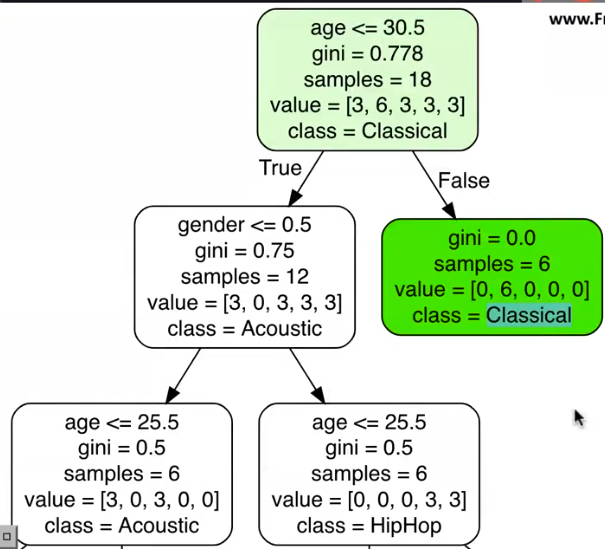 www.Fr
age <= 30.5
gini = 0.778
samples = 18
value = [3, 6, 3, 3, 3]
class = Classical
True
False
gender <= 0.5
gini = 0.75
samples = 12
value = [3, 0, 3, 3, 3]
class = Acoustic
gini = 0.0
samples = 6
value = [0, 6, 0, 0, 0]
class = Classical
age <= 25.5
gini = 0.5
samples = 6
value = [3, 0, 3, 0, 0]
class = Acoustic
age <= 25.5
gini = 0.5
samples = 6
value = [0, 0, 0, 3, 3]
class = HipHop